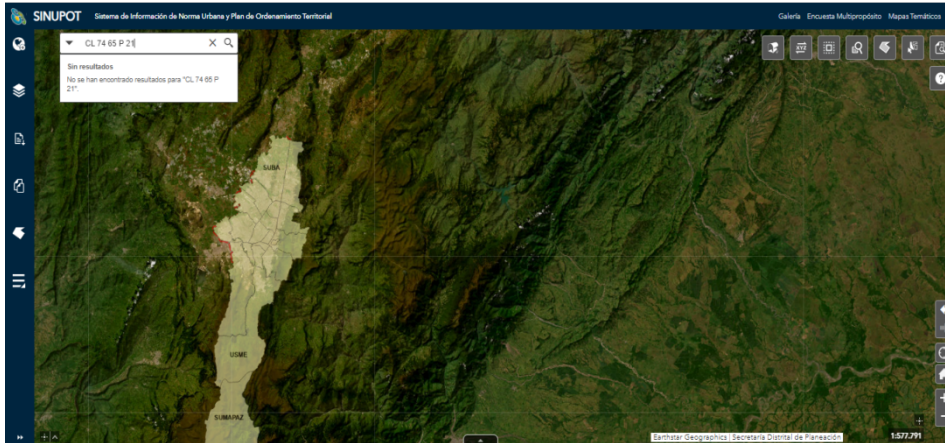 SINUPOT Sistema de Información de Norma Urbana y Plan de Ordenamiento Territorial
Galería Encuesta Multipropósito Mapas Temáticos
CL 74 65 P 21
Sin resultados
No se han encontrado resultados para "CL 74 65 P
21".
SUBA
USME
SUMAPAZ
Earthstar Geographics | Secretaría Distrital de Planeación
1:577.791